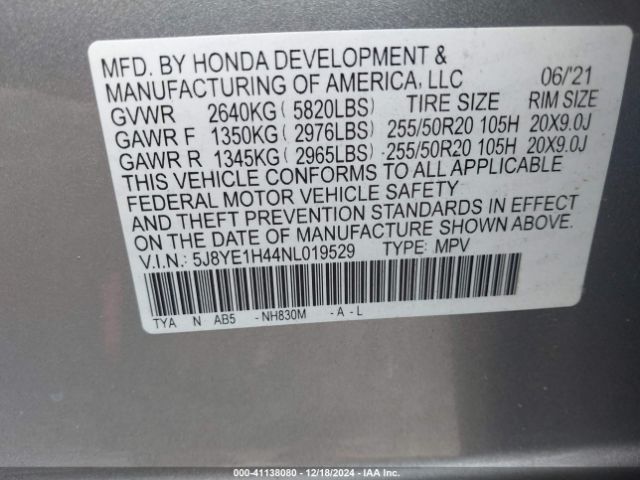 MFD. BY HONDA DEVELOPMENT &
MANUFACTURING OF AMERICA, LLC 06/'21
GVWR 2640KG( 5820LBS) TIRE SIZE RIM SIZE
GAWR F 1350KG( 2976LBS) 255/50R20 105H 20X9.0J
GAWR R 1345KG( 2965LBS) -255/50R20 105H 20X9.0J
THIS VEHICLE CONFORMS TO ALL APPLICABLE
FEDERAL MOTOR VEHICLE SAFETY
AND THEFT PREVENTION STANDARDS IN EFFECT
ON THE DATE OF MANUFACTURE SHOWN ABOVE.
V.I.N.: 5J8YE1H44NL019529 TYPE: MPV
TYA N AB5 -NH830M -A-L
000-41138080 - 12/18/2024 - IAAI.COM